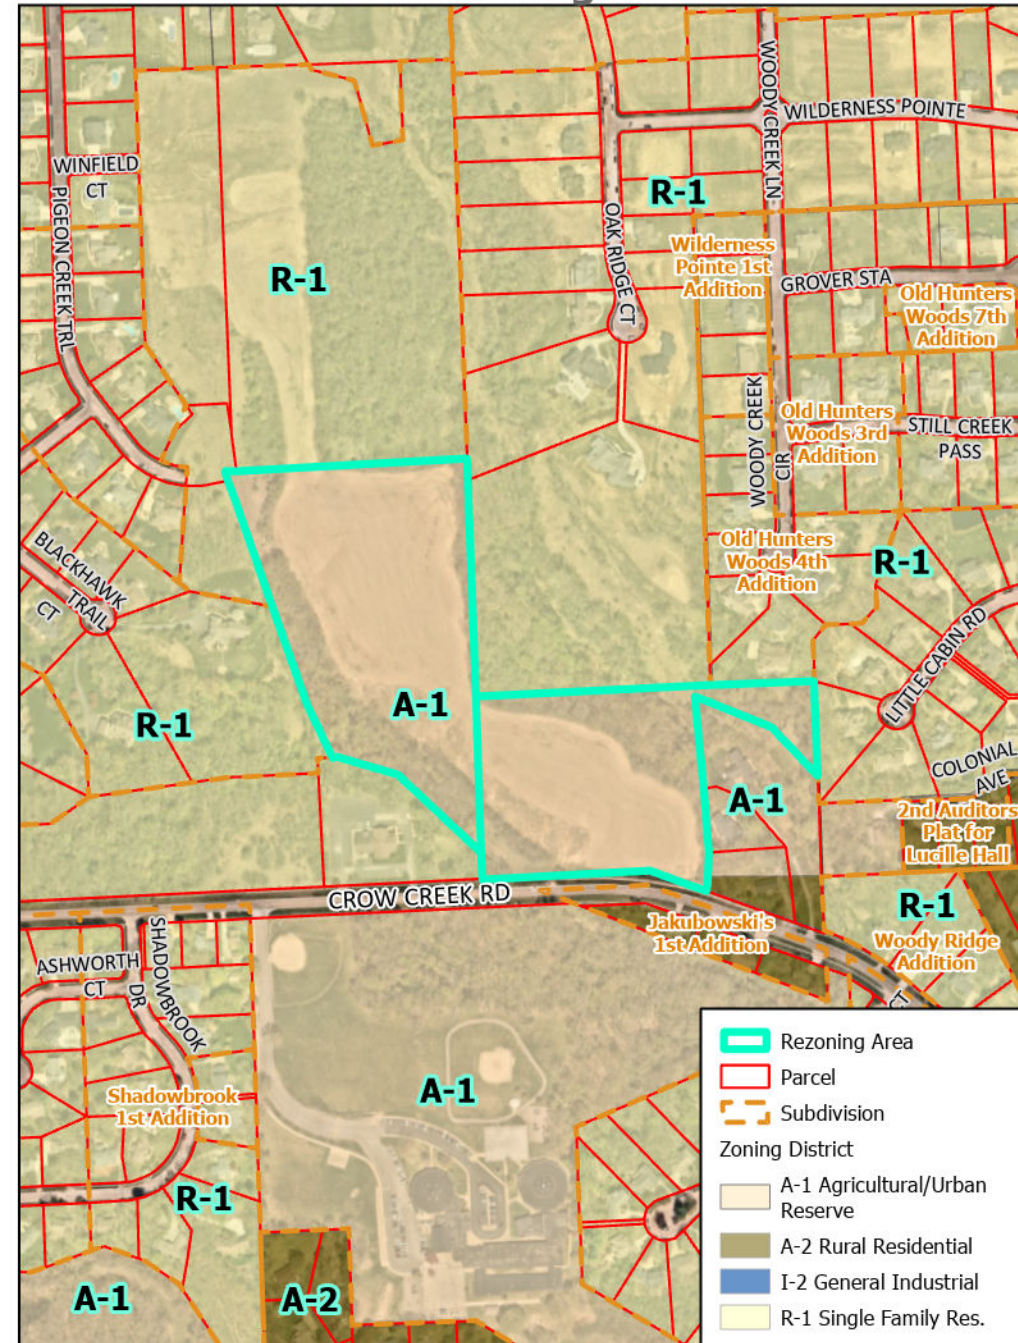 WOODY CREEK LN
WILDERNESS POINTE
WINFIELD
CT
PIGEON CREEK TRL
R-1
OAK RIDGE CT
Wilderness
Pointe 1st
Addition
R-1
GROVER STA
Old Hunters
Woods 7th
Addition
WOODY CREEK
CIR
Old Hunters
Woods 3rd
Addition
STILL CREEK
PASS
Old Hunters
Woods 4th
Addition
R-1
BLACKHAWK
TRAIL
CT
LITTLE CABIN RD
R-1
A-1
COLONIAL
AVE
A-1
2nd Auditors
Plat for
Lucille Hall
CROW CREEK RD
R-1
Jakubowski's
1st Addition
Woody Ridge
Addition
CT
ASHWORTH
CT
SHADOWBROOK
DR
Shadowbrook
1st Addition
A-1
R-1
A-1
A-2
Rezoning Area
Parcel
Subdivision
Zoning District
A-1 Agricultural/Urban
Reserve
A-2 Rural Residential
I-2 General Industrial
R-1 Single Family Res.